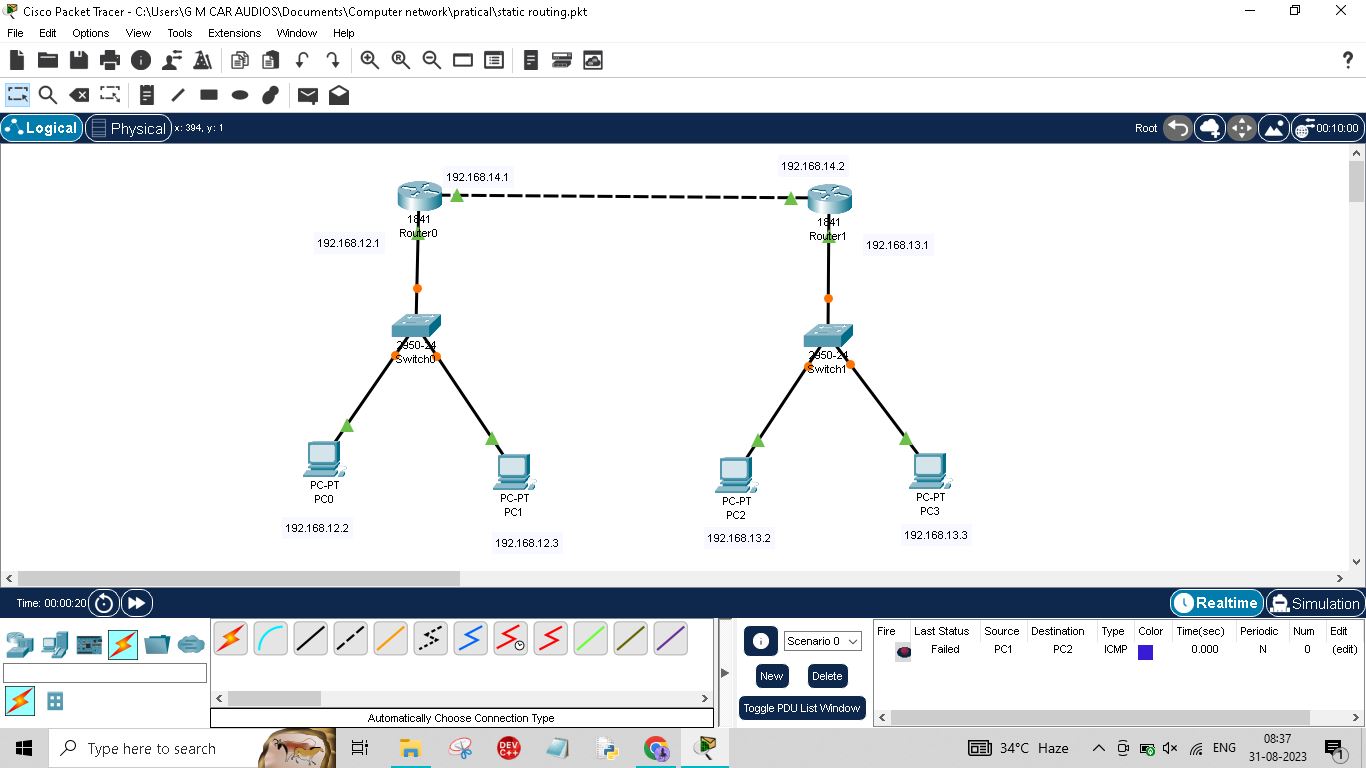 Cisco Packet Tracer - C:\Users\G M CAR AUDIOS\Documents\Computer network\pratical\static routing.pkt
File Edit Options View Tools Extensions Window Help
?
Logical Physical x: 394, y: 1 Root 00:10:00
192.168.14.1
192.168.14.2
1841
Router0
1841
Router1
192.168.12.1
192.168.13.1
2950-24
Switch0
2950-24
Switch1
PC-PT
PC0
PC-PT
PC1
PC-PT
PC2
PC-PT
PC3
192.168.12.2
192.168.12.3
192.168.13.2
192.168.13.3
Time: 00:00:20 Realtime Simulation
Scenario 0
New Delete
Toggle PDU List Window
Fire Last Status Source Destination Type Color Time(sec) Periodic Num Edit
Failed PC1 PC2 ICMP 0.000 N 0 (edit)
Automatically Choose Connection Type
Type here to search
DEV C++
34°C Haze
ENG
08:37
31-08-2023
1